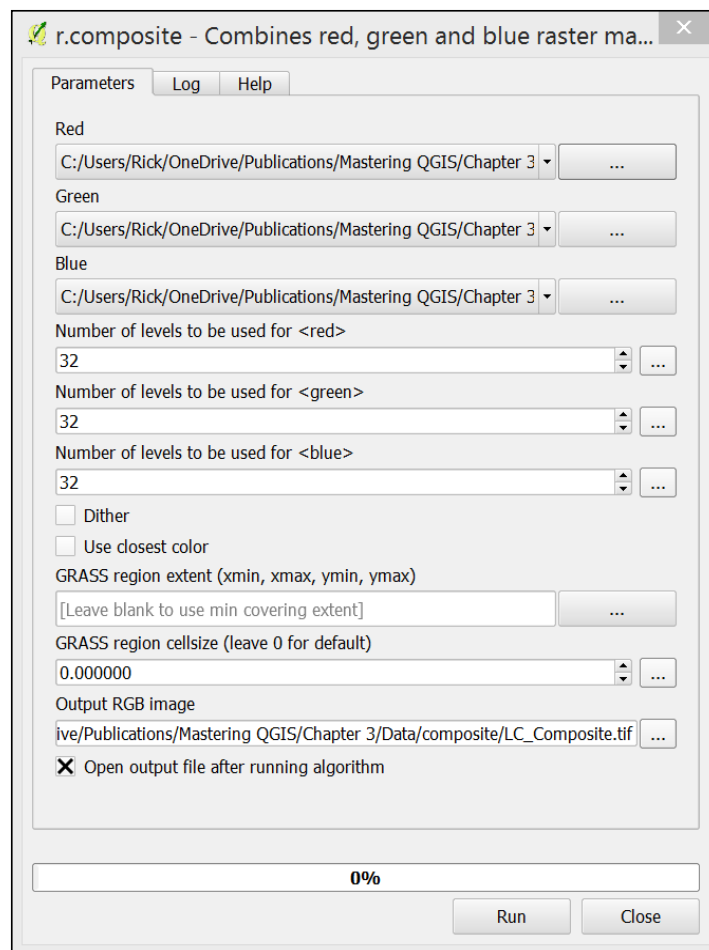 r.composite - Combines red, green and blue raster ma...
Parameters Log Help
Red
C:/Users/Rick/OneDrive/Publications/Mastering QGIS/Chapter 3 ...
Green
C:/Users/Rick/OneDrive/Publications/Mastering QGIS/Chapter 3 ...
Blue
C:/Users/Rick/OneDrive/Publications/Mastering QGIS/Chapter 3 ...
Number of levels to be used for <red>
32 ...
Number of levels to be used for <green>
32 ...
Number of levels to be used for <blue>
32 ...
Dither
Use closest color
GRASS region extent (xmin, xmax, ymin, ymax)
[Leave blank to use min covering extent] ...
GRASS region cellsize (leave 0 for default)
0.000000 ...
Output RGB image
ive/Publications/Mastering QGIS/Chapter 3/Data/composite/LC_Composite.tif ...
Open output file after running algorithm
0%
Run Close